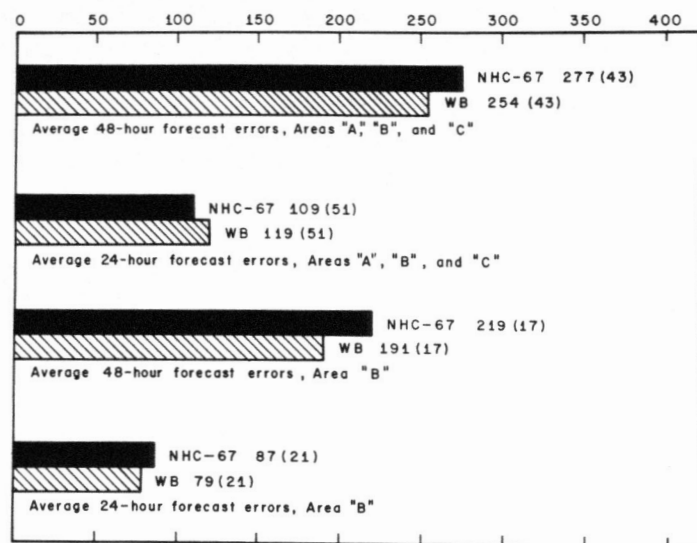 0 50 100 150 200 250 300 350 400
NHC-67 277 (43)
WB 254 (43)
Average 48-hour forecast errors, Areas "A," "B", and "C"
NHC-67 109 (51)
WB 119 (51)
Average 24-hour forecast errors, Areas "A", "B", and "C"
NHC-67 219 (17)
WB 191 (17)
Average 48-hour forecast errors, Area "B"
NHC-67 87 (21)
WB 79 (21)
Average 24-hour forecast errors, Area "B"